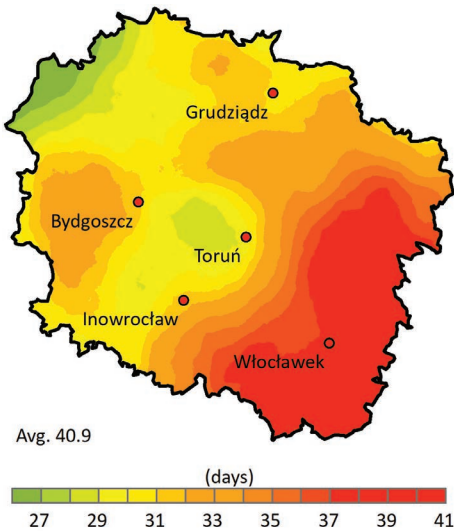 Grudziądz
Bydgoszcz
Toruń
Inowrocław
Włocławek
Avg. 40.9
(days)
27 29 31 33 35 37 39 41